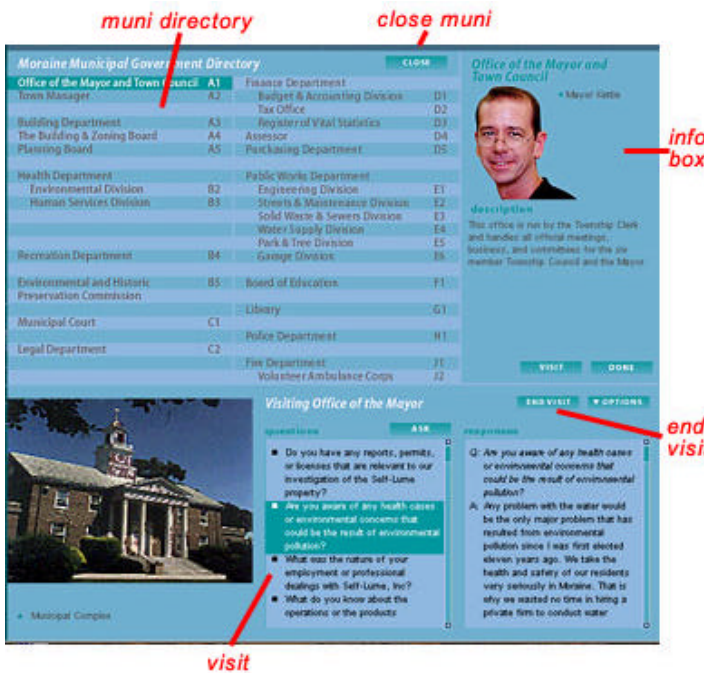 muni directory
close muni
Moraine Municipal Government Directory
CLOSE
Office of the Mayor and Town Council A1
Town Manager A2
Building Department A3
The Building & Zoning Board A4
Planning Board A5
Health Department
Environmental Division B2
Human Services Division B3
Recreation Department B4
Environmental and Historic B5
Preservation Commission
Municipal Court C1
Legal Department C2
Finance Department
Budget & Accounting Division D1
Tax Office D2
Register of Vital Statistics D3
Assessor D4
Purchasing Department D5
Public Works Department
Engineering Division E1
Streets & Maintenance Division E2
Solid Waste & Sewers Division E3
Water Supply Division E4
Park & Tree Division E5
Garage Division E6
Board of Education F1
Library G1
Police Department H1
Fire Department J1
Volunteer Ambulance Corps J2
Office of the Mayor and
Town Council
Mayor
info
box
description
This office is run by the Township Clerk
and handles all official meetings,
business, and committees for the six
member Township Council and the Mayor
VISIT DONE
Visiting Office of the Mayor
END VISIT ▼ OPTIONS
end
visit
questions ASK
Do you have any reports, permits,
or licenses that are relevant to our
investigation of the Self-Lume
property?
Are you aware of any health cases
or environmental concerns that
could be the result of environmental
pollution?
What was the nature of your
employment or professional
dealings with Self-Lume, Inc?
What do you know about the
operations or the products
responses
Q: Are you aware of any health cases
or environmental concerns that
could be the result of environmental
pollution?
A: Any problem with the water would
be the only major problem that has
resulted from environmental
pollution since I was first elected
eleven years ago. We take the
health and safety of our residents
very seriously in Moraine. That is
why we wasted no time in hiring a
private firm to conduct water
Municipal Complex
visit